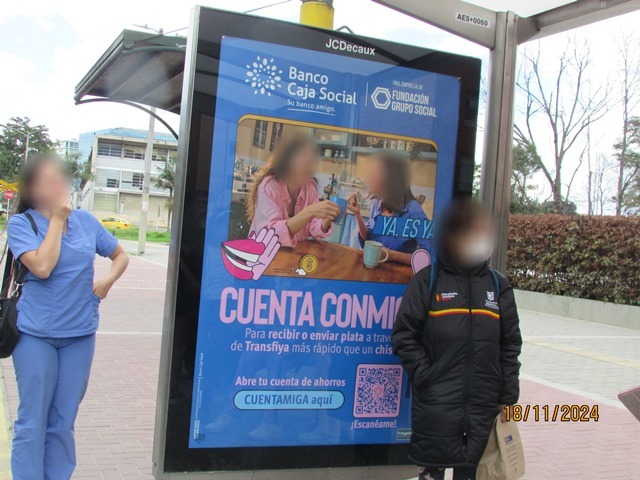 AES+0060
JCDecaux
Banco
Caja Social
Su banco amigo.
UNA EMPRESA DE
FUNDACIÓN
GRUPO SOCIAL
YA, ES YA
CUENTA CONMIG
Para recibir o enviar plata a trav
de Transfiya más rápido que un chis
Abre tu cuenta de ahorros
CUENTAMIGA aquí
¡Escanéame!
18/11/2024